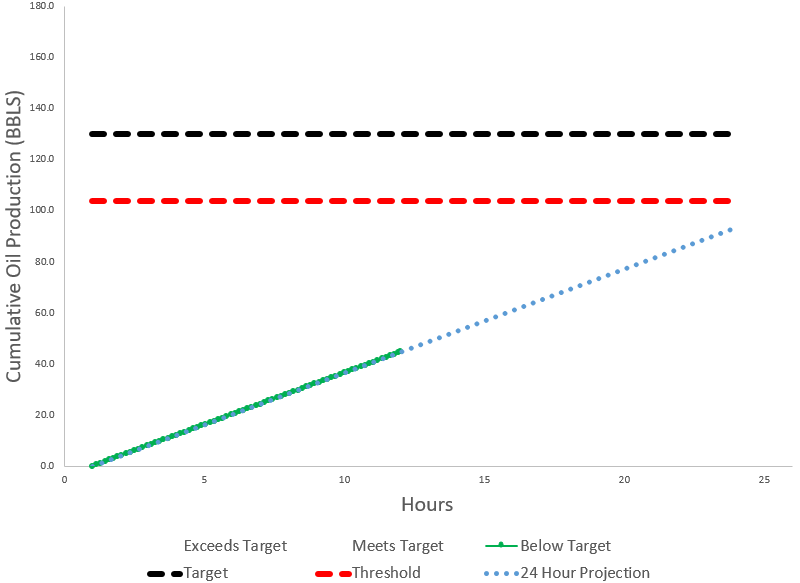 180.0
160.0
140.0
120.0
100.0
80.0
60.0
40.0
20.0
0.0
Cumulative Oil Production (BBLS)
0 5 10 15 20 25
Hours
Exceeds Target Meets Target Below Target
Target Threshold 24 Hour Projection